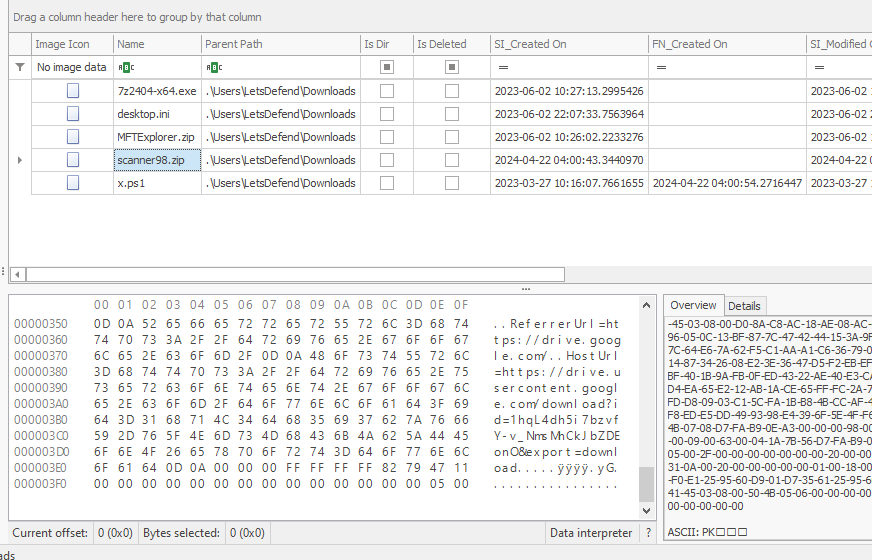 Drag a column header here to group by that column
Image Icon Name Parent Path Is Dir Is Deleted SI_Created On FN_Created On SI_Modified
No image data
7z2404-x64.exe .\Users\LetsDefend\Downloads 2023-06-02 10:27:13.2995426 2023-06-02
desktop.ini .\Users\LetsDefend\Downloads 2023-06-02 22:07:33.7563964 2023-06-02
MFTExplorer.zip .\Users\LetsDefend\Downloads 2023-06-02 10:26:02.2233276 2023-06-02
scanner98.zip .\Users\LetsDefend\Downloads 2024-04-22 04:00:43.3440970 2024-04-22
x.ps1 .\Users\LetsDefend\Downloads 2023-03-27 10:16:07.7661655 2024-04-22 04:00:54.2716447 2023-03-27
00 01 02 03 04 05 06 07 08 09 0A 0B 0C 0D 0E 0F
00000350 0D 0A 52 65 66 65 72 72 65 72 55 72 6C 3D 68 74 ..ReferrerUrl=ht
00000360 74 70 73 3A 2F 2F 64 72 69 76 65 2E 67 6F 6F 67 ttps://drive.goog
00000370 6C 65 2E 63 6F 6D 2F 0D 0A 48 6F 73 74 55 72 6C le.com/..HostUrl
00000380 3D 68 74 74 70 73 3A 2F 2F 64 72 69 76 65 2E 75 =https://drive.u
00000390 73 65 72 63 6F 6E 74 65 6E 74 2E 67 6F 6F 67 6C sercontent.googl
000003A0 65 2E 63 6F 6D 2F 64 6F 77 6E 6C 6F 61 64 3F 69 e.com/download?i
000003B0 64 3D 31 68 71 4C 34 64 68 35 69 37 62 7A 76 66 d=1hqL4dh5i7bzvf
000003C0 59 2D 76 5F 4E 6D 73 4D 68 43 6B 4A 62 5A 44 45 Y-v_NmsMhCkJbZDE
000003D0 6F 6E 4F 26 65 78 70 6F 72 74 3D 64 6F 77 6E 6C onO&export=downl
000003E0 6F 61 64 0D 0A 00 00 00 FF FF FF FF 82 79 47 11 oad.....ÿÿÿÿ.yG.
000003F0 00 00 00 00 00 00 00 00 00 00 00 00 00 00 05 00 ................
Overview Details
-45-03-08-00-D0-8A-C8-AC-18-AE-08-AC-
96-05-0C-13-BF-87-7C-47-42-44-15-3A-9F
7C-64-E6-7A-62-F5-C1-AA-A1-C6-36-79-0
14-87-34-26-08-E2-3E-36-47-D5-F2-EB-EF
BF-40-1B-9A-FB-0F-ED-43-22-AE-40-E3-CA
D4-EA-65-E2-12-AB-1A-CE-65-FF-FC-2A-7
FD-D8-09-03-C1-5C-FA-1B-B8-4B-CC-AF-4
F8-ED-E5-DD-49-93-98-E4-39-6F-5E-4F-F6
4B-07-08-D7-FA-B9-0E-A3-00-00-00-98-00
-00-09-00-63-00-04-1A-7B-56-D7-FA-B9-0
05-00-2F-00-00-00-00-00-00-00-20-00-00-
31-0A-00-20-00-00-00-00-00-01-00-18-00
-F0-E1-25-95-60-D9-01-D7-35-61-25-95-6
41-45-03-08-00-50-4B-05-06-00-00-00-00
00-00-00-00-00
ASCII: PK□□□
Current offset: 0 (0x0) Bytes selected: 0 (0x0) Data interpreter ?
ads